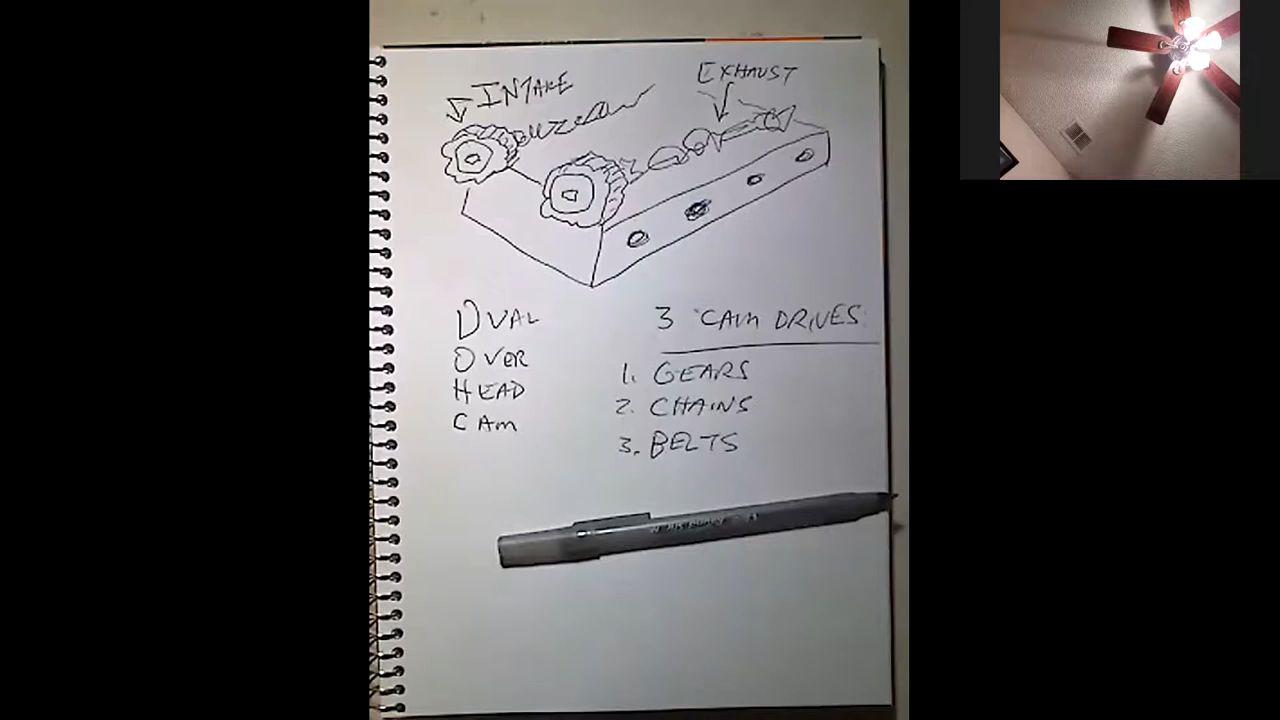 INTAKE
EXHAUST
DUAL
OVER
HEAD
CAM
3 CAM DRIVES
1. GEARS
2. CHAINS
3. BELTS